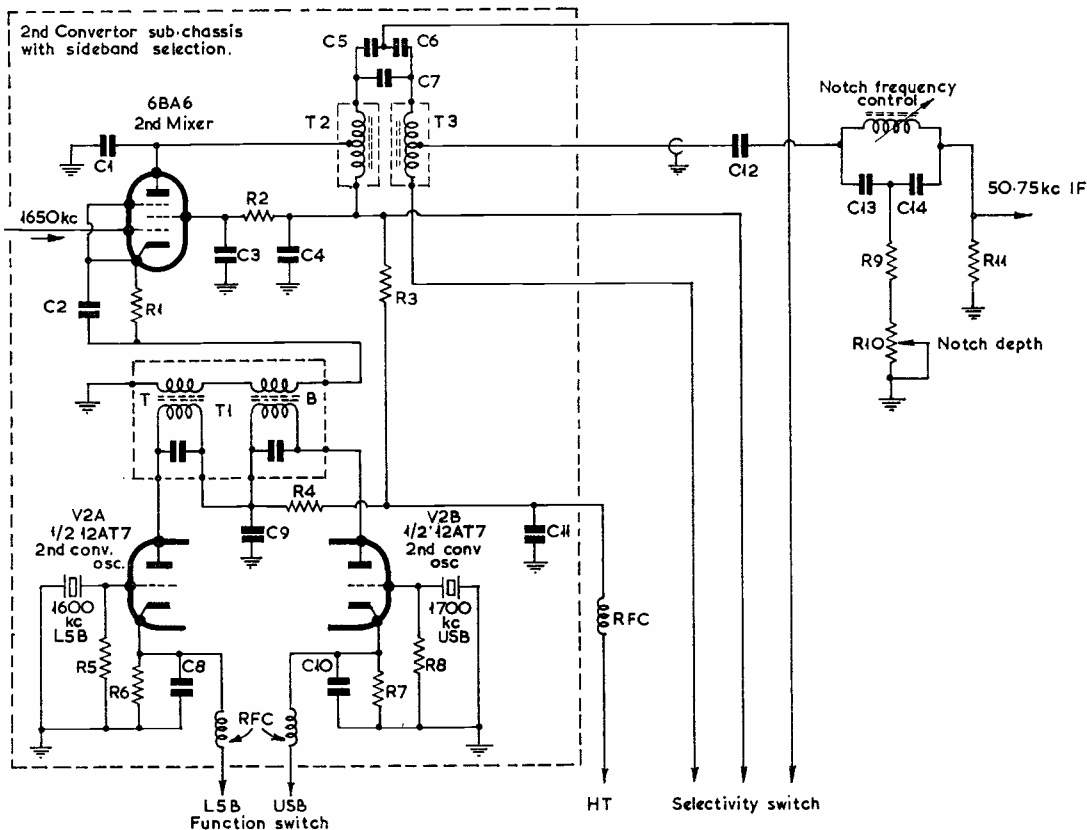 2nd Convertor sub-chassis
with sideband selection.
C5
C6
C7
6BA6
2nd Mixer
C1
T2
T3
Notch frequency
control
C12
C13
C14
50·75kc IF
1650kc
R2
C3
C4
R3
R9
R11
C2
R1
R10
Notch depth
T
T1
B
R4
V2A
1/2 12AT7
2nd conv.
osc.
C9
V2B
1/2 12AT7
2nd conv
osc
C11
1600
kc
LSB
1700
kc
USB
RFC
R5
R6
C8
C10
R7
R8
RFC
LSB
USB
Function switch
HT
Selectivity switch